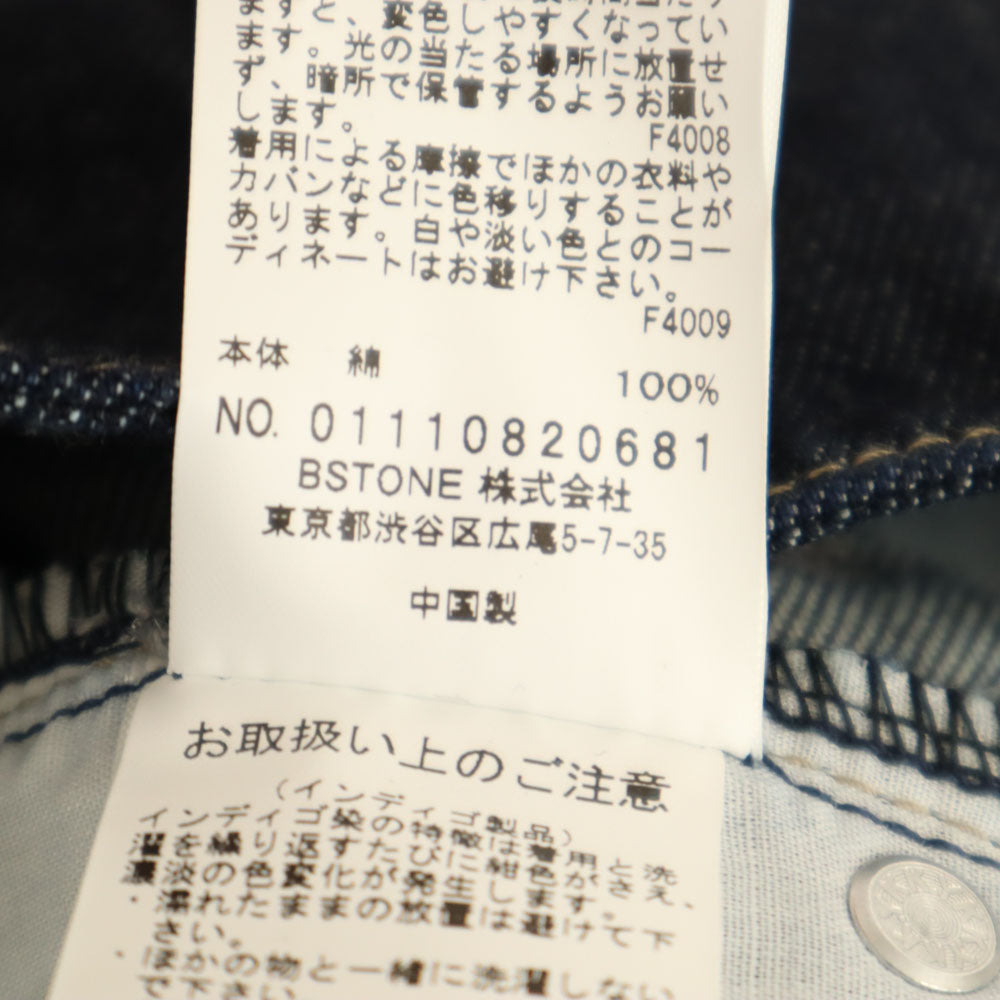 ますと、変色しやすくなっていま
す。光の当たる場所に放置せ
ず、暗所で保管するようお願い
します。
F4008
着用による摩擦でほかの衣料や
カバンなどに色移りすることが
あります。白や淡い色とのコー
ディネートはお避け下さい。
F4009
本体 綿 100%
NO. 01110820681
BSTONE 株式会社
東京都渋谷区広尾5-7-35
中国製
お取扱い上のご注意
(インディゴ製品)
インディゴ染の特徴は着用と洗
濯を繰り返すたびに紺色がさえ、
濃淡の色変化が発生します。
・濡れたままの放置は避けて下
さい。
・ほかの物と一緒に洗濯しない
で下さい。